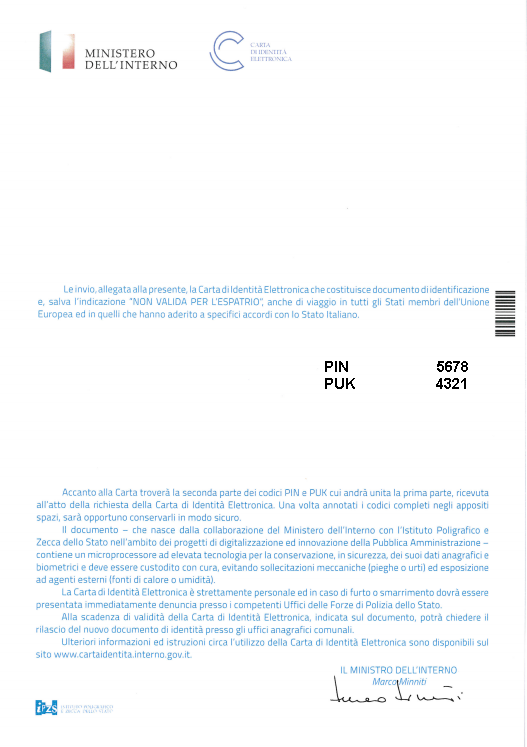 MINISTERO
DELL'INTERNO
CARTA
DI IDENTITÀ
ELETTRONICA
Le invio, allegata alla presente, la Carta di Identità Elettronica che costituisce documento di identificazione
e, salva l'indicazione "NON VALIDA PER L'ESPATRIO", anche di viaggio in tutti gli Stati membri dell'Unione
Europea ed in quelli che hanno aderito a specifici accordi con lo Stato Italiano.
PIN 5678
PUK 4321
Accanto alla Carta troverà la seconda parte dei codici PIN e PUK cui andrà unita la prima parte, ricevuta
all'atto della richiesta della Carta di Identità Elettronica. Una volta annotati i codici completi negli appositi
spazi, sarà opportuno conservarli in modo sicuro.
Il documento – che nasce dalla collaborazione del Ministero dell'Interno con l'Istituto Poligrafico e
Zecca dello Stato nell'ambito dei progetti di digitalizzazione ed innovazione della Pubblica Amministrazione –
contiene un microprocessore ad elevata tecnologia per la conservazione, in sicurezza, dei suoi dati anagrafici e
biometrici e deve essere custodito con cura, evitando sollecitazioni meccaniche (pieghe o urti) ed esposizione
ad agenti esterni (fonti di calore o umidità).
La Carta di Identità Elettronica è strettamente personale ed in caso di furto o smarrimento dovrà essere
presentata immediatamente denuncia presso i competenti Uffici delle Forze di Polizia dello Stato.
Alla scadenza di validità della Carta di Identità Elettronica, indicata sul documento, potrà chiedere il
rilascio del nuovo documento di identità presso gli uffici anagrafici comunali.
Ulteriori informazioni ed istruzioni circa l'utilizzo della Carta di Identità Elettronica sono disponibili sul
sito www.cartaidentita.interno.gov.it.
IL MINISTRO DELL'INTERNO
Marco Minniti
iPZS ISTITUTO POLIGRAFICO
E ZECCA DELLO STATO